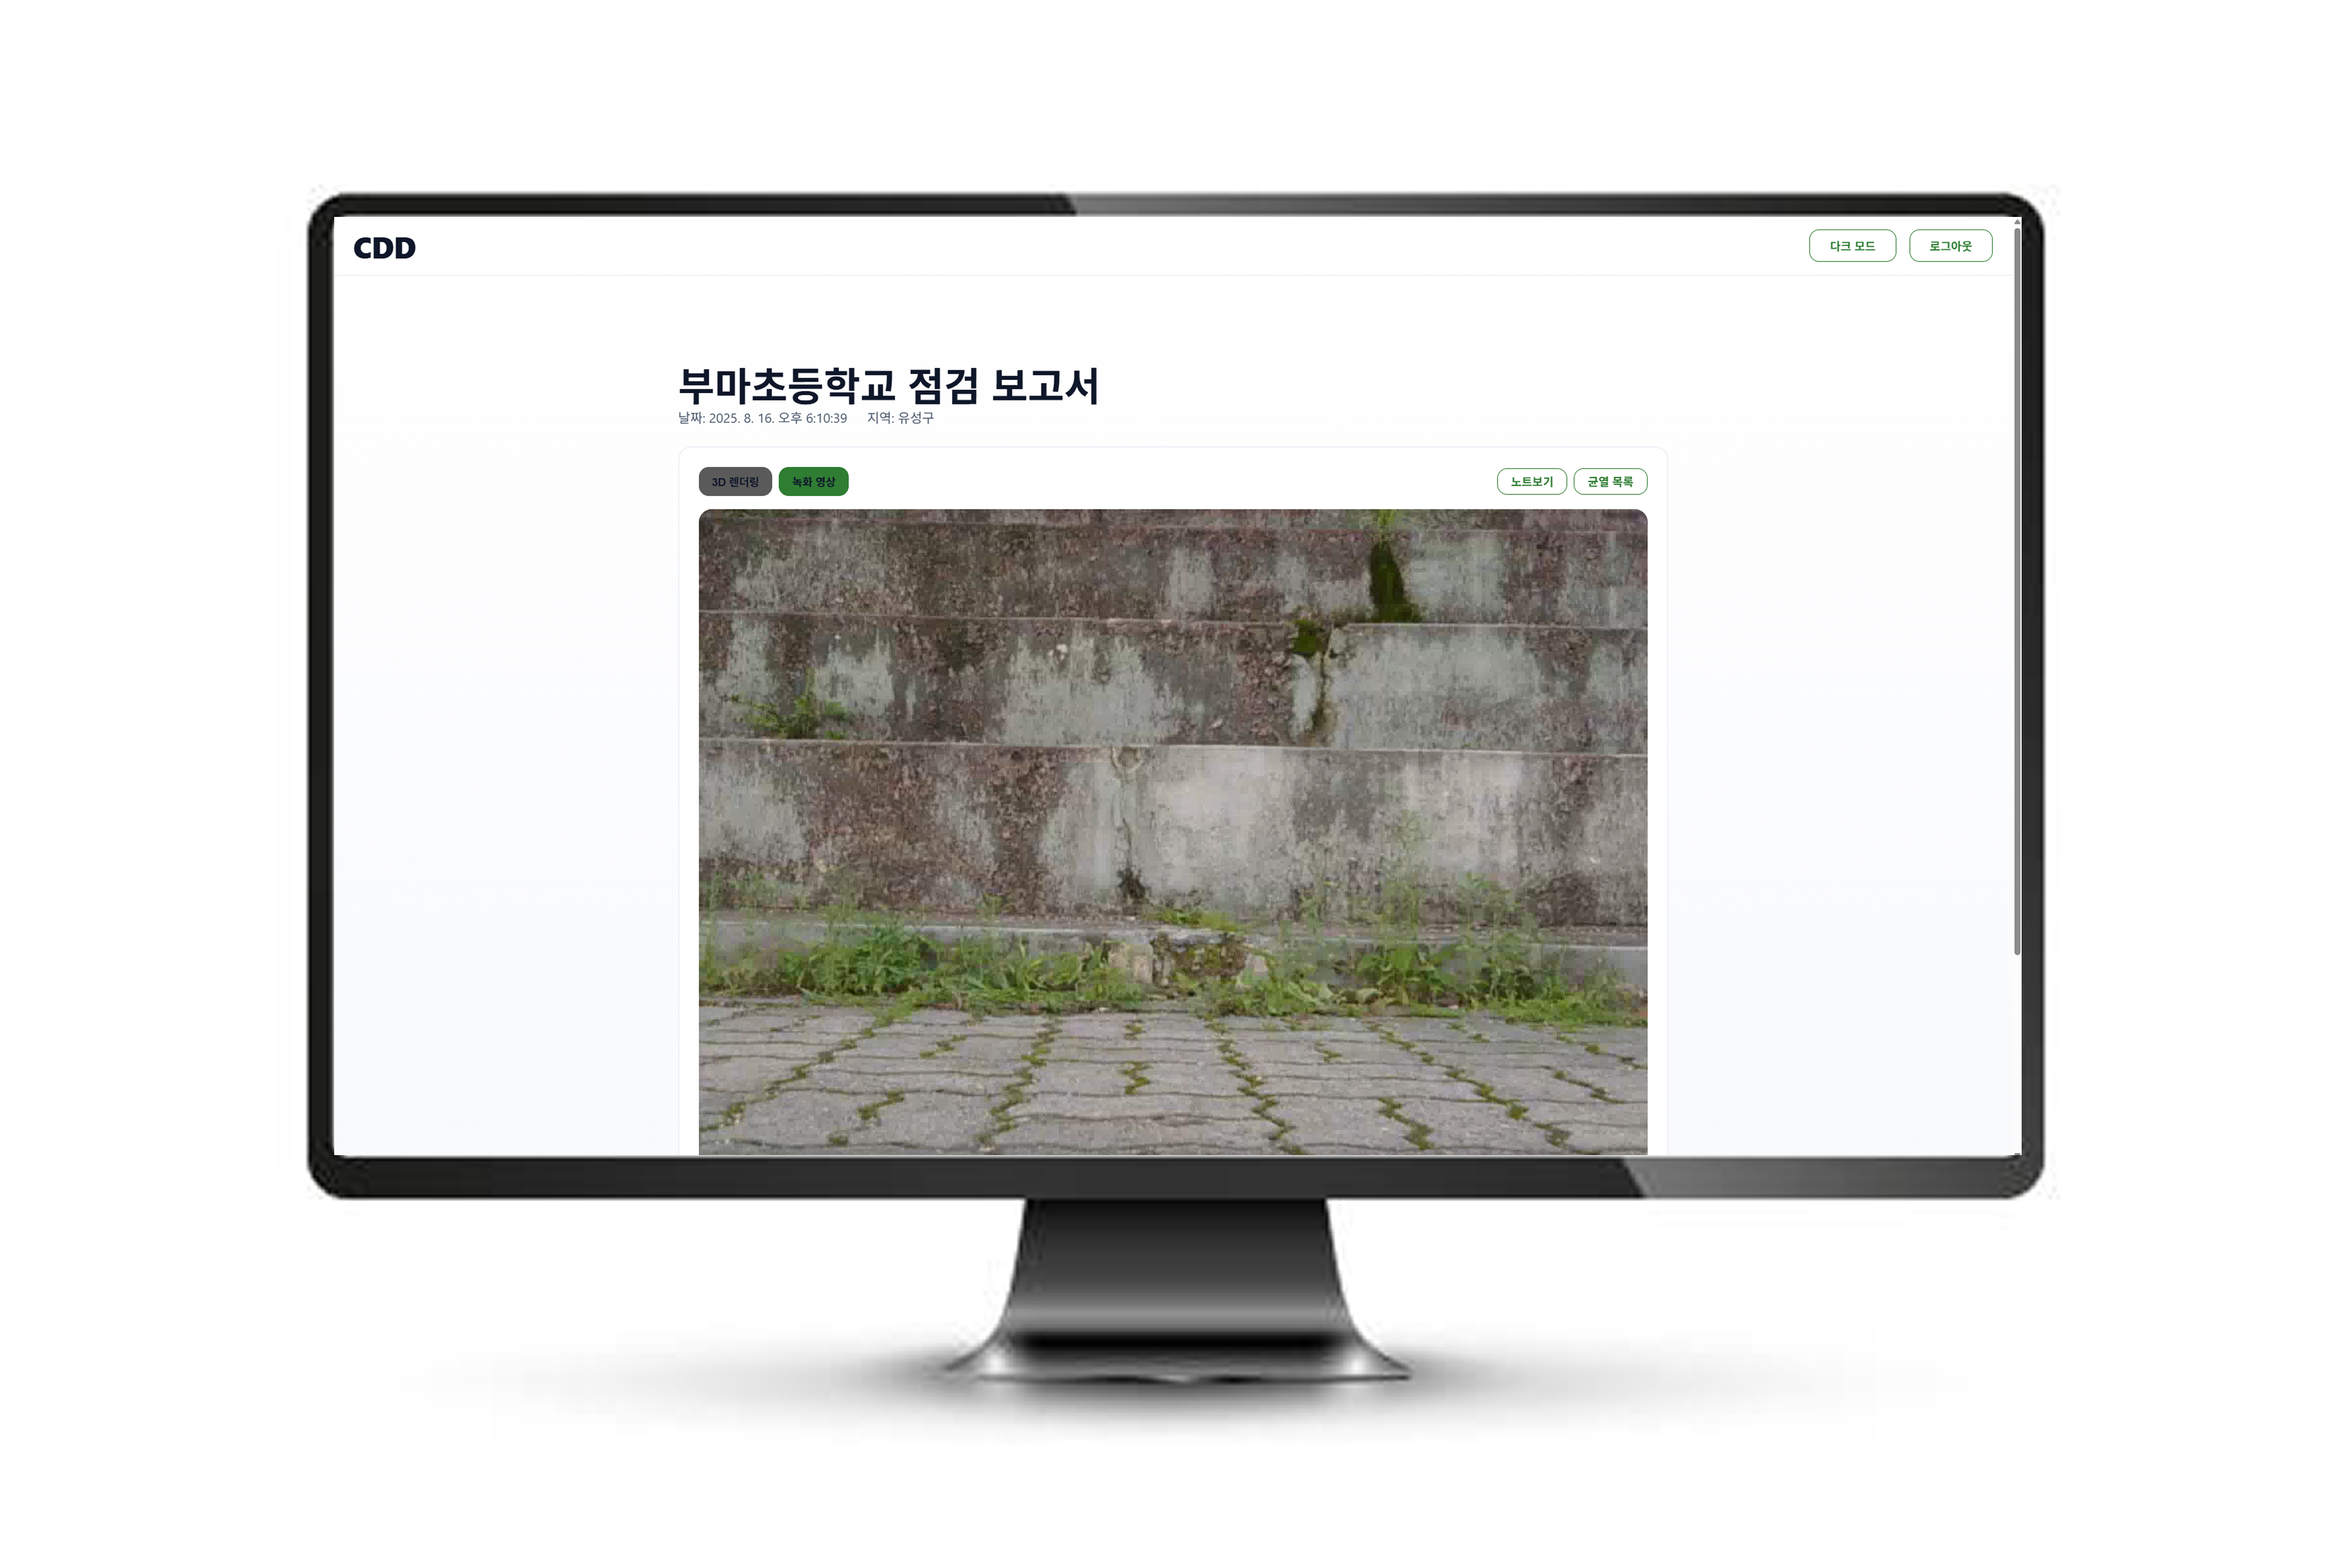 CDD
다크 모드 로그아웃
부마초등학교 점검 보고서
날짜: 2025. 8. 16. 오후 6:10:39 지역: 유성구
3D 렌더링 녹화 영상 노트보기 균열 목록